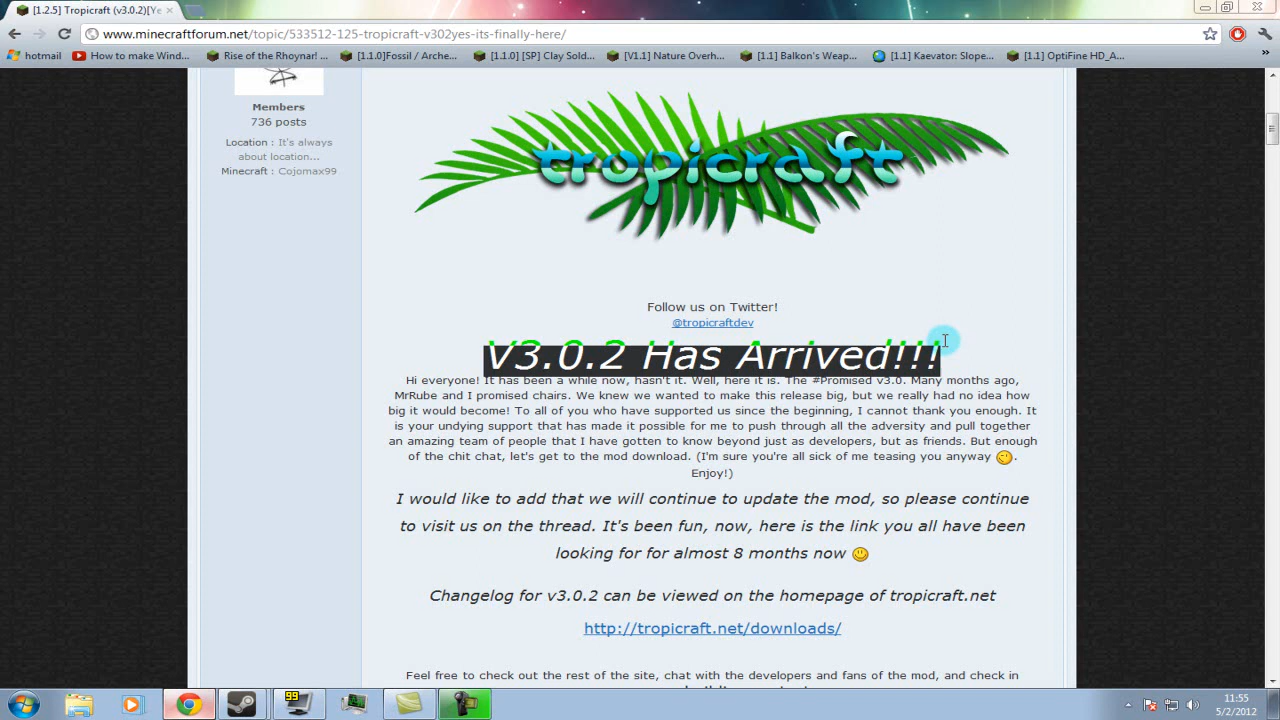 [1.2.5] Tropicraft (v3.0.2)[Ye
www.minecraftforum.net/topic/533512-125-tropicraft-v302yes-its-finally-here/
hotmail
How to make Wind...
Rise of the Rhoynar! ...
[1.1.0]Fossil / Arche...
[1.1.0] [SP] Clay Sold...
[V1.1] Nature Overh...
[1.1] Balkon's Weap...
[1.1] Kaevator: Slope...
[1.1] OptiFine HD_A...
Members
736 posts
Location : It's always
about location...
Minecraft : Cojomax99
tropicraft
Follow us on Twitter!
@tropicraftdev
V3.0.2 Has Arrived!!!
Hi everyone! It has been a while now, hasn't it. Well, here it is. The #Promised v3.0. Many months ago,
MrRube and I promised chairs. We knew we wanted to make this release big, but we really had no idea how
big it would become! To all of you who have supported us since the beginning, I cannot thank you enough. It
is your undying support that has made it possible for me to push through all the adversity and pull together
an amazing team of people that I have gotten to know beyond just as developers, but as friends. But enough
of the chit chat, let's get to the mod download. (I'm sure you're all sick of me teasing you anyway .
Enjoy!)
I would like to add that we will continue to update the mod, so please continue
to visit us on the thread. It's been fun, now, here is the link you all have been
looking for for almost 8 months now
Changelog for v3.0.2 can be viewed on the homepage of tropicraft.net
http://tropicraft.net/downloads/
Feel free to check out the rest of the site, chat with the developers and fans of the mod, and check in
99
11:55
5/2/2012